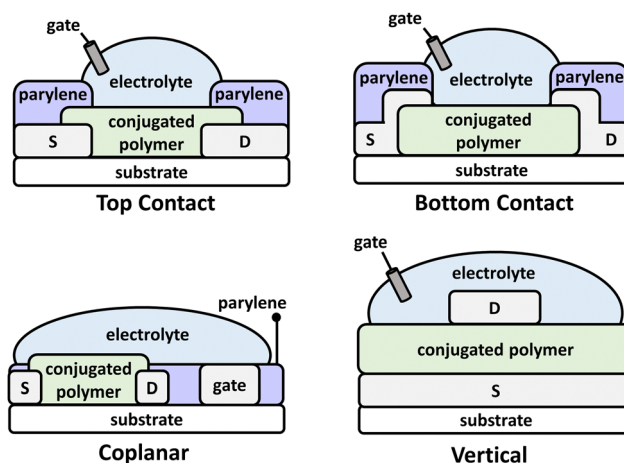 gate
electrolyte
parylene
parylene
conjugated
polymer
S
D
substrate
Top Contact
gate
electrolyte
parylene
parylene
conjugated
polymer
S
D
substrate
Bottom Contact
parylene
electrolyte
conjugated
polymer
S
D
gate
substrate
Coplanar
gate
electrolyte
D
conjugated polymer
S
substrate
Vertical